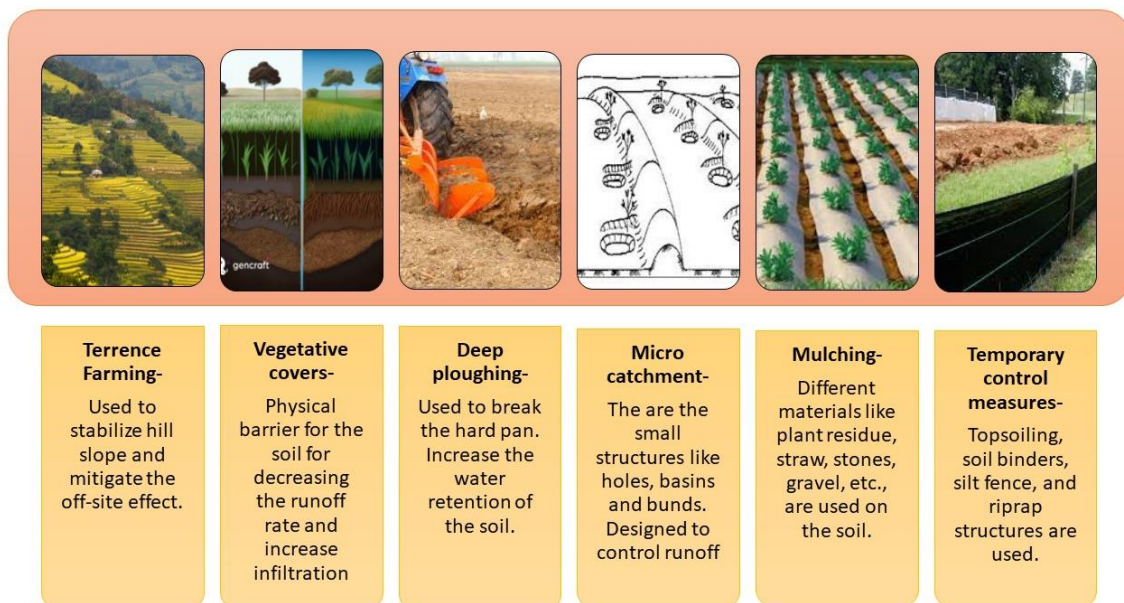 gencraft
Terrence
Farming-
Used to
stabilize hill
slope and
mitigate the
off-site effect.
Vegetative
covers-
Physical
barrier for the
soil for
decreasing
the runoff
rate and
increase
infiltration
Deep
ploughing-
Used to break
the hard pan.
Increase the
water
retention of
the soil.
Micro
catchment-
The are the
small
structures like
holes, basins
and bunds.
Designed to
control runoff
Mulching-
Different
materials like
plant residue,
straw, stones,
gravel, etc.,
are used on
the soil.
Temporary
control
measures-
Topsoiling,
soil binders,
silt fence, and
riprap
structures are
used.